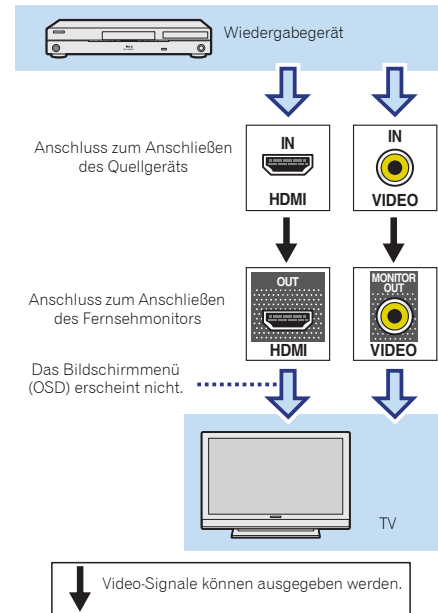 Wiedergabegerät
Anschluss zum Anschließen
des Quellgeräts
IN
HDMI
IN
VIDEO
Anschluss zum Anschließen
des Fernsehmonitors
OUT
HDMI
MONITOR
OUT
VIDEO
Das Bildschirmmenü
(OSD) erscheint nicht.
TV
Video-Signale können ausgegeben werden.